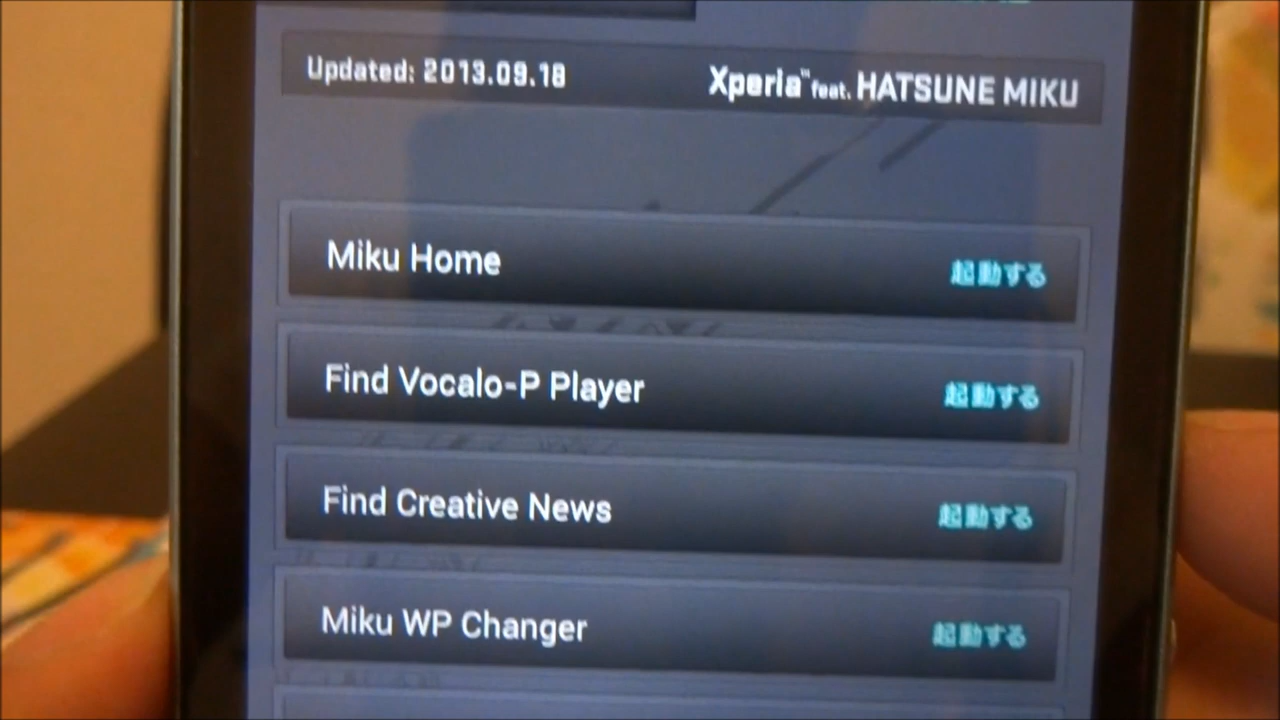 Updated: 2013.09.18
Xperia™ feat. HATSUNE MIKU
Miku Home
起動する
Find Vocalo-P Player
起動する
Find Creative News
起動する
Miku WP Changer
起動する